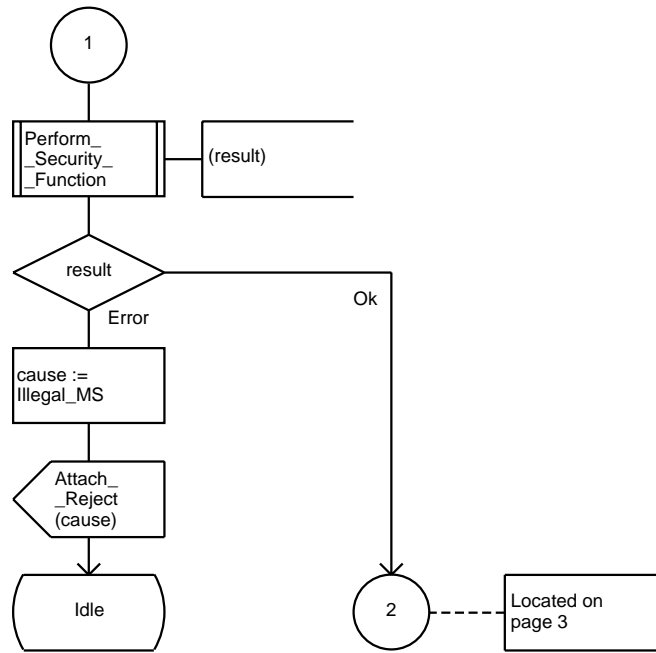 1
Perform_
_Security_
_Function
(result)
result
Ok
Error
cause :=
Illegal_MS
Attach_
_Reject
(cause)
Idle
2
Located on
page 3